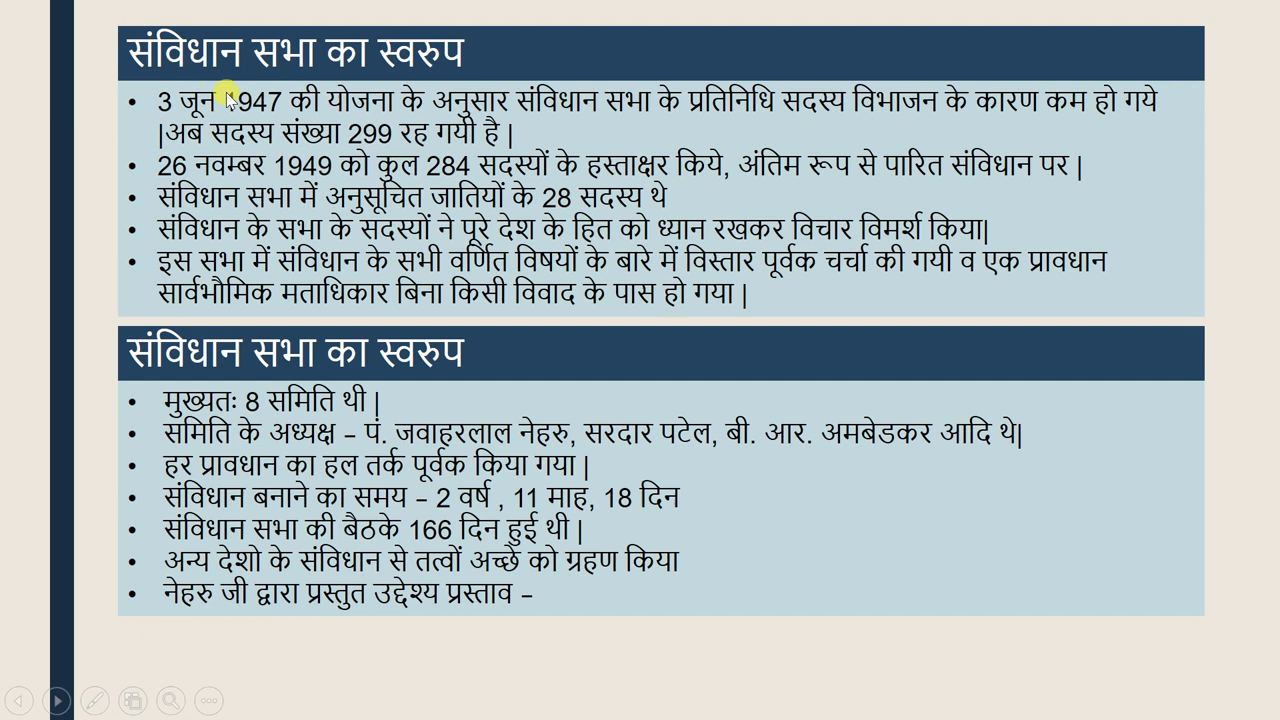 संविधान सभा का स्वरुप
• 3 जून 1947 की योजना के अनुसार संविधान सभा के प्रतिनिधि सदस्य विभाजन के कारण कम हो गये
|अब सदस्य संख्या 299 रह गयी है |
• 26 नवम्बर 1949 को कुल 284 सदस्यों के हस्ताक्षर किये, अंतिम रूप से पारित संविधान पर |
• संविधान सभा में अनुसूचित जातियों के 28 सदस्य थे
• संविधान के सभा के सदस्यों ने पूरे देश के हित को ध्यान रखकर विचार विमर्श किया|
• इस सभा में संविधान के सभी वर्णित विषयों के बारे में विस्तार पूर्वक चर्चा की गयी व एक प्रावधान
सार्वभौमिक मताधिकार बिना किसी विवाद के पास हो गया |
संविधान सभा का स्वरुप
• मुख्यतः 8 समिति थी |
• समिति के अध्यक्ष – पं. जवाहरलाल नेहरु, सरदार पटेल, बी. आर. अमबेडकर आदि थे|
• हर प्रावधान का हल तर्क पूर्वक किया गया |
• संविधान बनाने का समय – 2 वर्ष , 11 माह, 18 दिन
• संविधान सभा की बैठके 166 दिन हुई थी |
• अन्य देशो के संविधान से तत्वों अच्छे को ग्रहण किया
• नेहरु जी द्वारा प्रस्तुत उद्देश्य प्रस्ताव –